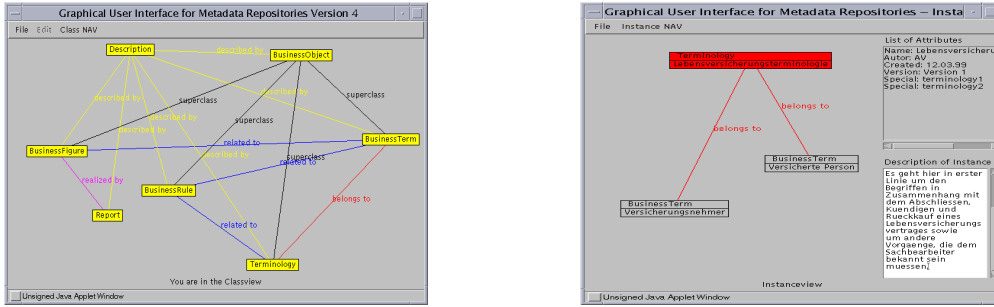 Graphical User Interface for Metadata Repositories Version 4
File Edit Class NAV
Description
described by
BusinessObject
described by
superclass
described by
superclass
described by
described by
superclass
BusinessTerm
related to
BusinessFigure
described by
superclass
related to
realized by
BusinessRule
belongs to
Report
related to
Terminology
You are in the Classview
Unsigned Java Applet Window
Graphical User Interface for Metadata Repositories – Insta
File Instance NAV
Terminology
Lebensversicherungsterminologie
belongs to
belongs to
BusinessTerm
Versicherte Person
BusinessTerm
Versicherungsnehmer
Instanceview
List of Attributes
Name: Lebensversicheru
Autor: AV
Created: 12.03.99
Version: Version 1
Special: terminology1
Special: terminology2
Description of Instance
Es geht hier in erster
Linie um den
Begriffen in
Zusammenhang mit
dem Abschliessen,
Kuendigen und
Rueckkauf eines
Lebensversicherungs
vertrages sowie
um andere
Vorgaenge, die dem
Sachbearbeiter
bekannt sein
muessen.
Unsigned Java Applet Window